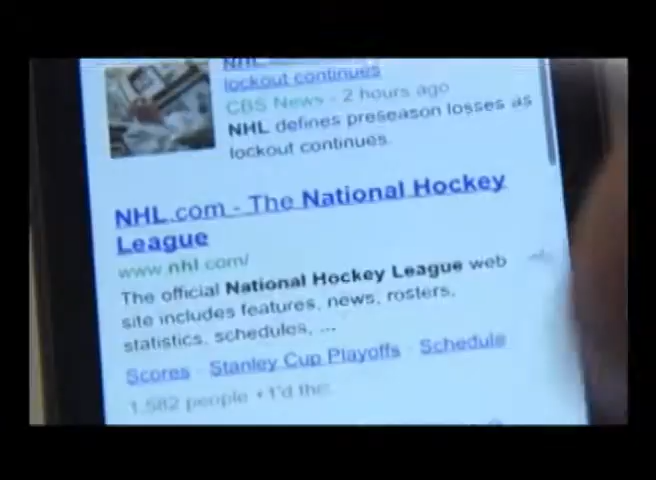 NHL
lockout continues
CBS News - 2 hours ago
NHL defines preseason losses as
lockout continues.
NHL.com - The National Hockey
League
www.nhl.com/
The official National Hockey League web
site includes features, news, rosters,
statistics, schedules, ...
Scores - Stanley Cup Playoffs - Schedule
1,582 people +1'd this